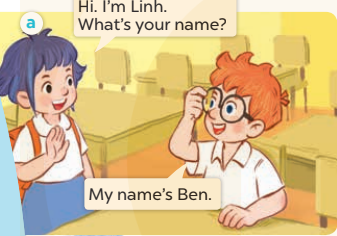 a
Hi. I'm Linh.
What's your name?
My name's Ben.